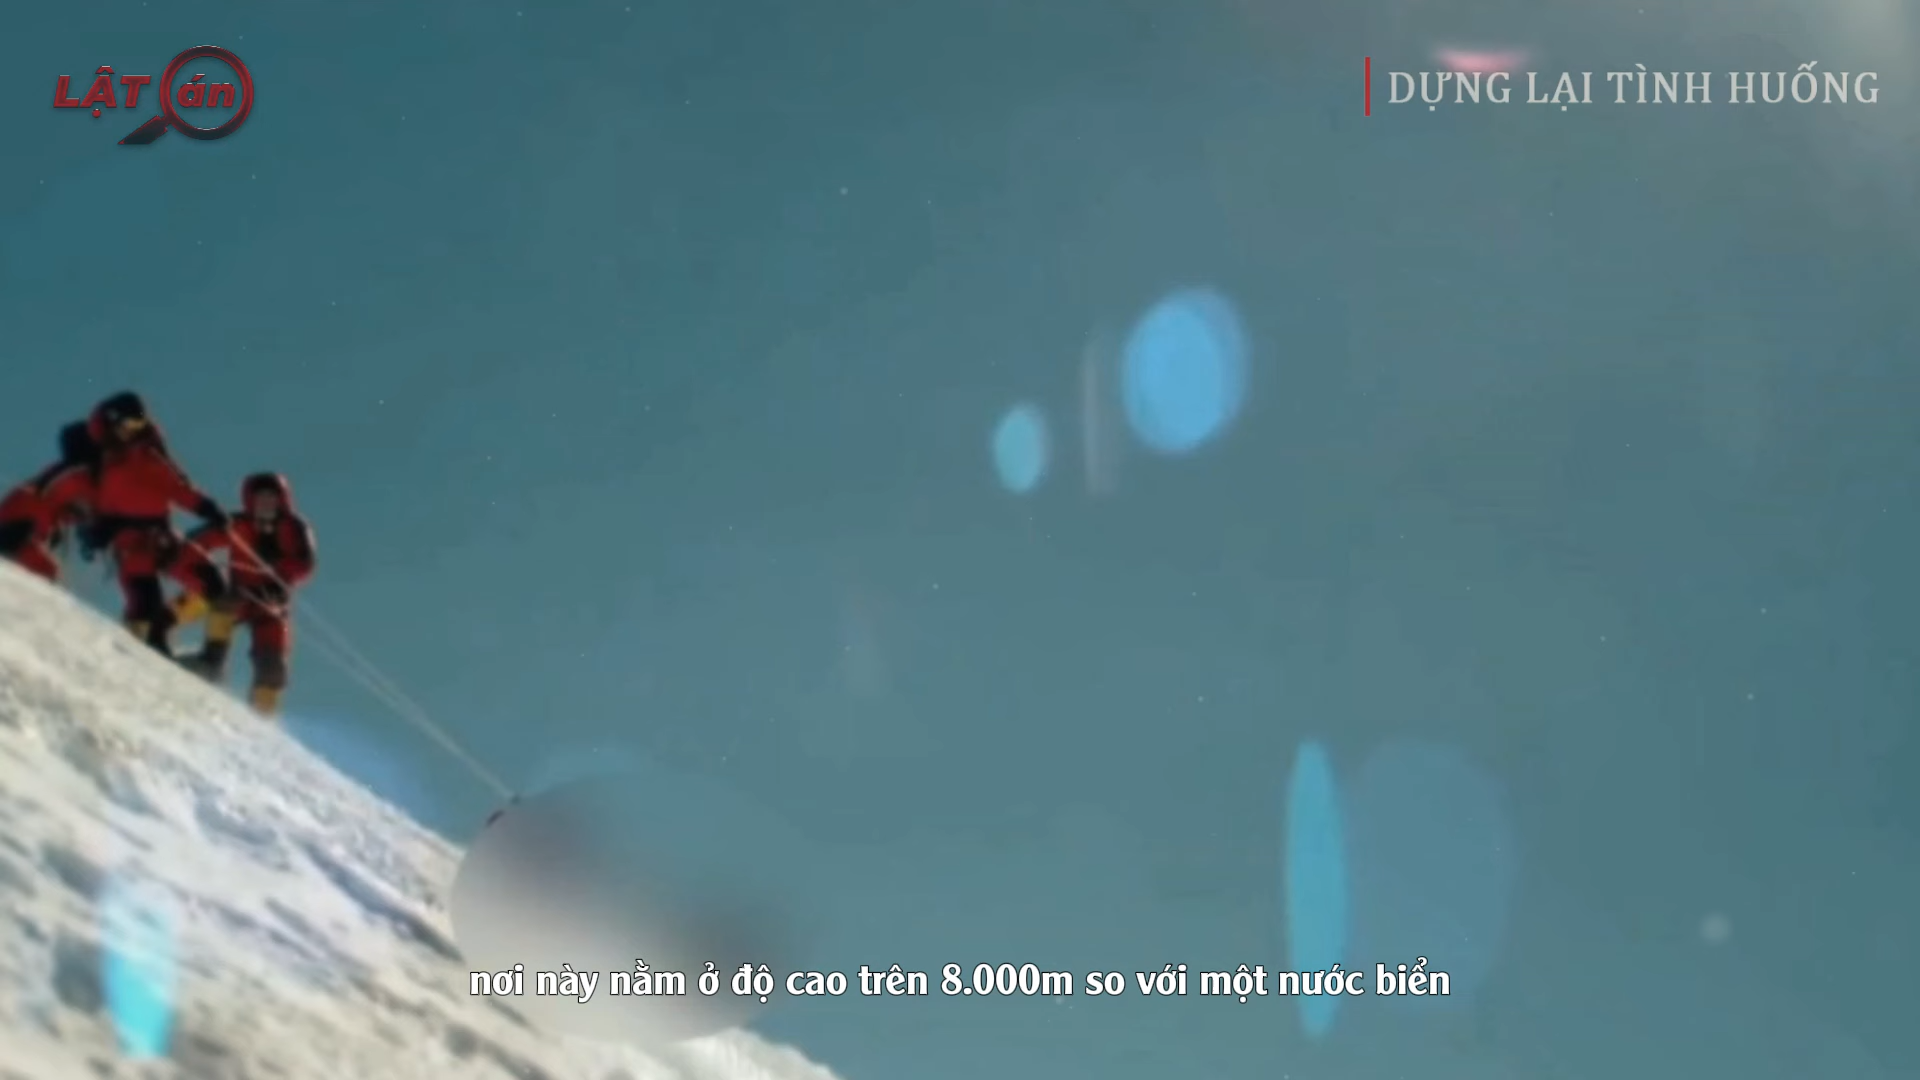 LẬT án
DỰNG LẠI TÌNH HUỐNG
nơi này nằm ở độ cao trên 8.000m so với một nước biển